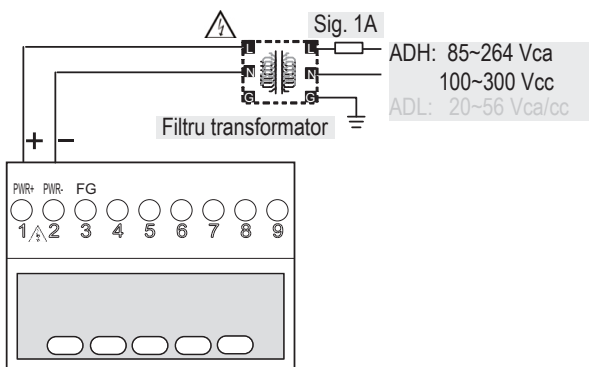 Sig. 1A
L L
ADH: 85~264 Vca
N N
100~300 Vcc
G G
ADL: 20~56 Vca/cc
Filtru transformator
+ −
PWR+ PWR- FG
1 2 3 4 5 6 7 8 9